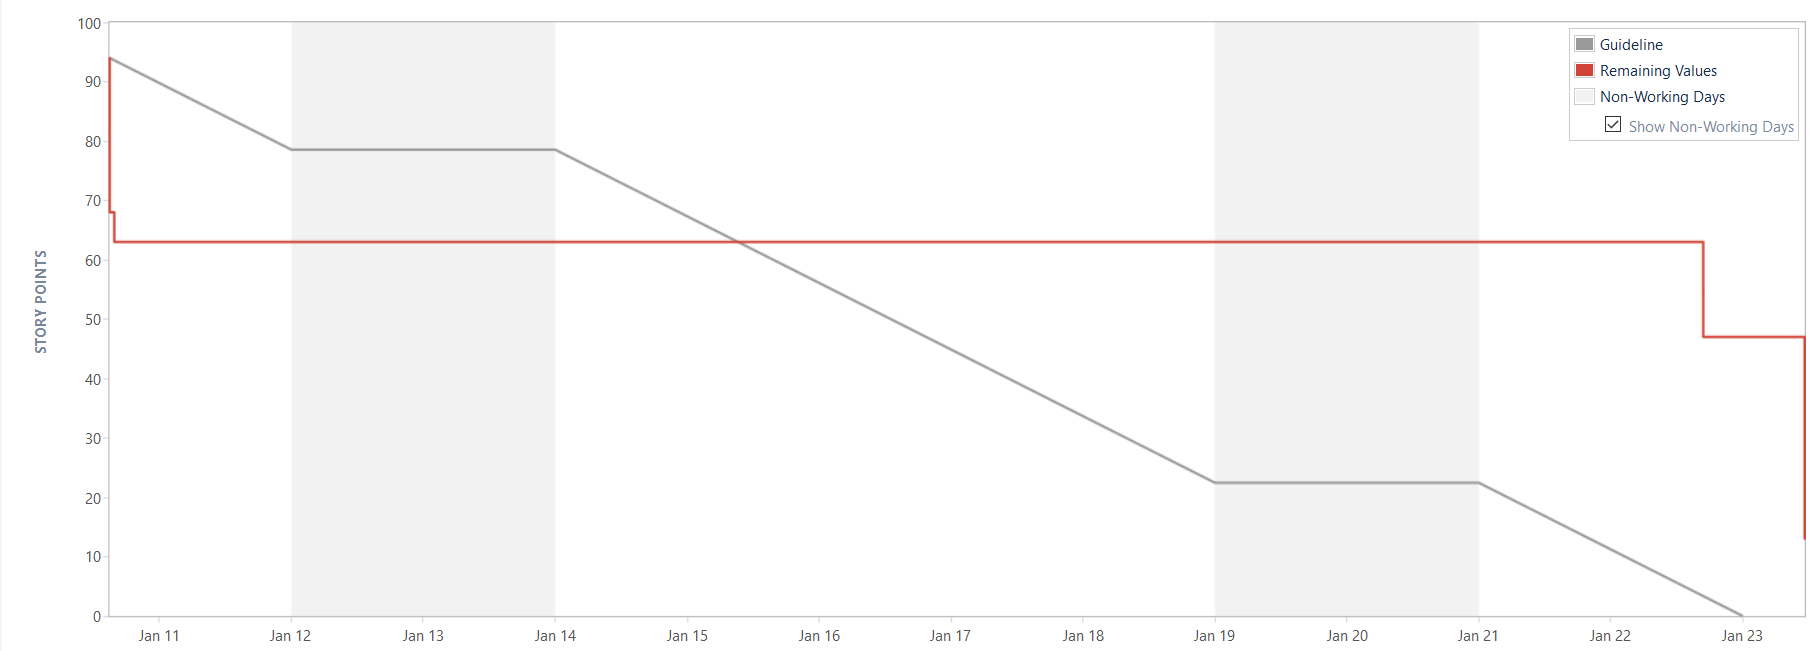 100
90
80
70
60
50
40
30
20
10
0
STORY POINTS
Guideline
Remaining Values
Non-Working Days
Show Non-Working Days
Jan 11 Jan 12 Jan 13 Jan 14 Jan 15 Jan 16 Jan 17 Jan 18 Jan 19 Jan 20 Jan 21 Jan 22 Jan 23